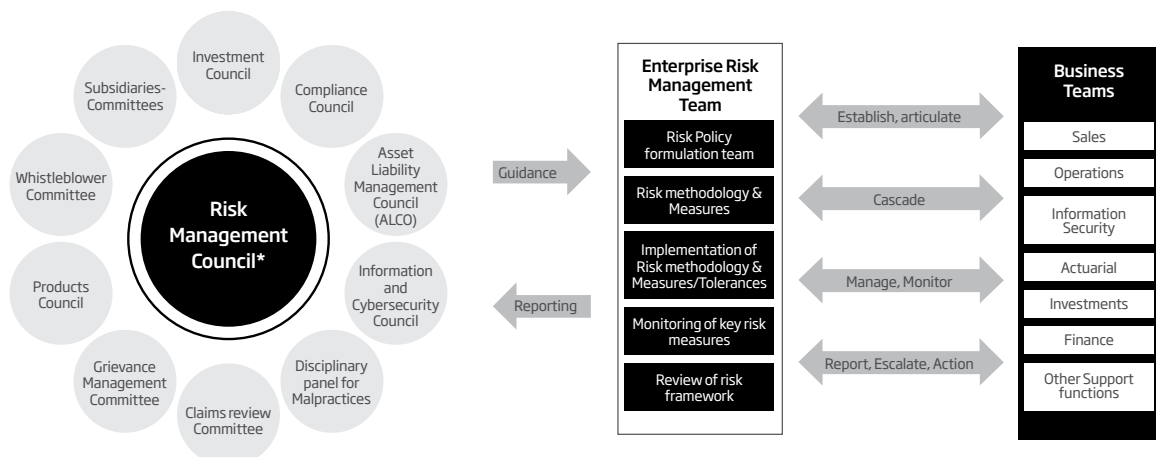 Investment
Council
Compliance
Council
Asset
Liability
Management
Council
(ALCO)
Information
and
Cybersecurity
Council
Disciplinary
panel for
Malpractices
Claims review
Committee
Grievance
Management
Committee
Products
Council
Whistleblower
Committee
Subsidiaries-
Committees
Risk
Management
Council*
Guidance
Reporting
Enterprise Risk
Management
Team
Risk Policy
formulation team
Risk methodology &
Measures
Implementation of
Risk methodology &
Measures/Tolerances
Monitoring of key risk
measures
Review of risk
framework
Establish, articulate
Cascade
Manage, Monitor
Report, Escalate, Action
Business
Teams
Sales
Operations
Information
Security
Actuarial
Investments
Finance
Other Support
functions